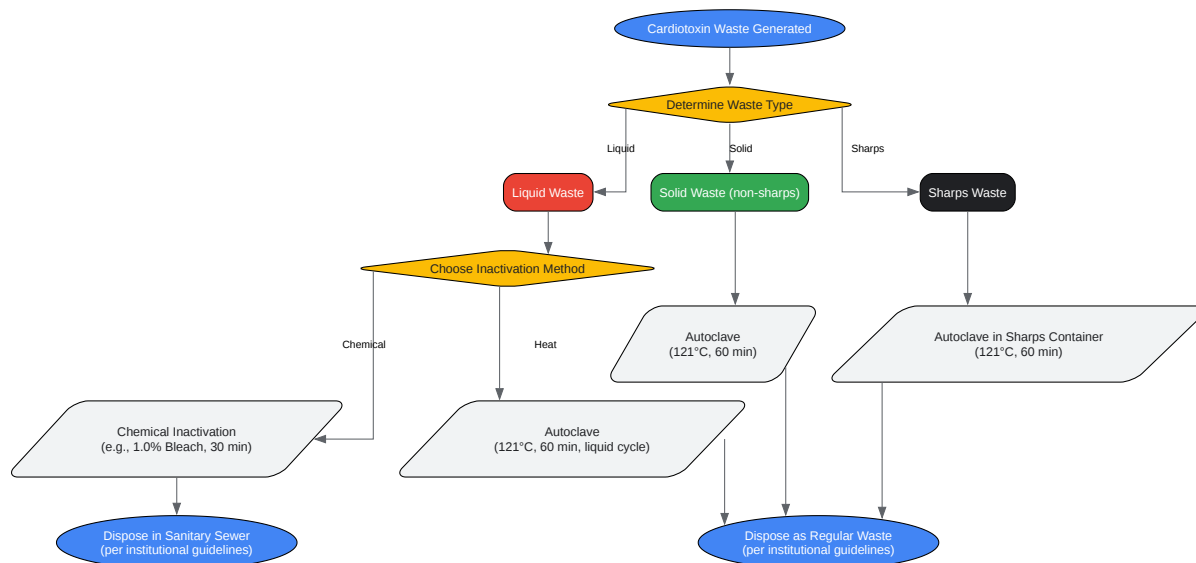 Cardiotoxin Waste Generated
Determine Waste Type
Liquid
Solid
Sharps
Liquid Waste
Solid Waste (non-sharps)
Sharps Waste
Choose Inactivation Method
Chemical
Heat
Autoclave
(121°C, 60 min)
Autoclave in Sharps Container
(121°C, 60 min)
Chemical Inactivation
(e.g., 1.0% Bleach, 30 min)
Autoclave
(121°C, 60 min, liquid cycle)
Dispose in Sanitary Sewer
(per institutional guidelines)
Dispose as Regular Waste
(per institutional guidelines)